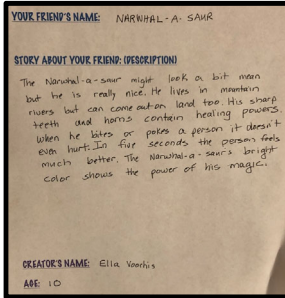 YOUR FRIEND'S NAME: NARWHAL-A-SAUR
STORY ABOUT YOUR FRIEND: (DESCRIPTION)
The Narwhal-a-saur might look a bit mean
but he is really nice. He lives in mountain
rivers but can come out on land too. His sharp
teeth and horns contain healing powers.
When he bites or pokes a person it doesn't
even hurt. In five seconds the person feels
much better. The Narwhal-a-saur's bright
color shows the power of his magic.
CREATOR'S NAME: Ella Voorhis
AGE: 10